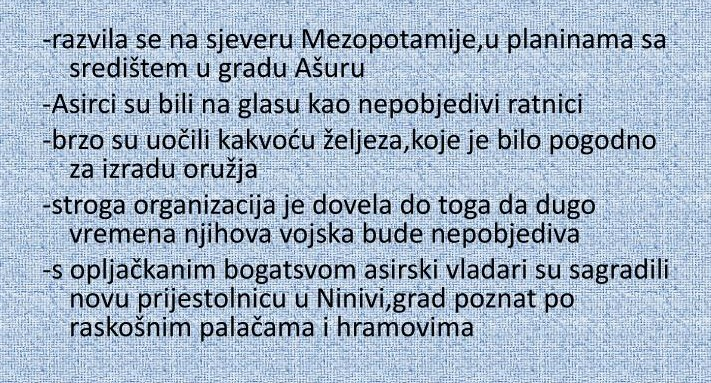 -razvila se na sjeveru Mezopotamije,u planinama sa
središtem u gradu Ašuru
-Asirci su bili na glasu kao nepobjedivi ratnici
-brzo su uočili kakvoću željeza,koje je bilo pogodno
za izradu oružja
-stroga organizacija je dovela do toga da dugo
vremena njihova vojska bude nepobjediva
-s opljačkanim bogatsvom asirski vladari su sagradili
novu prijestolnicu u Ninivi,grad poznat po
raskošnim palačama i hramovima